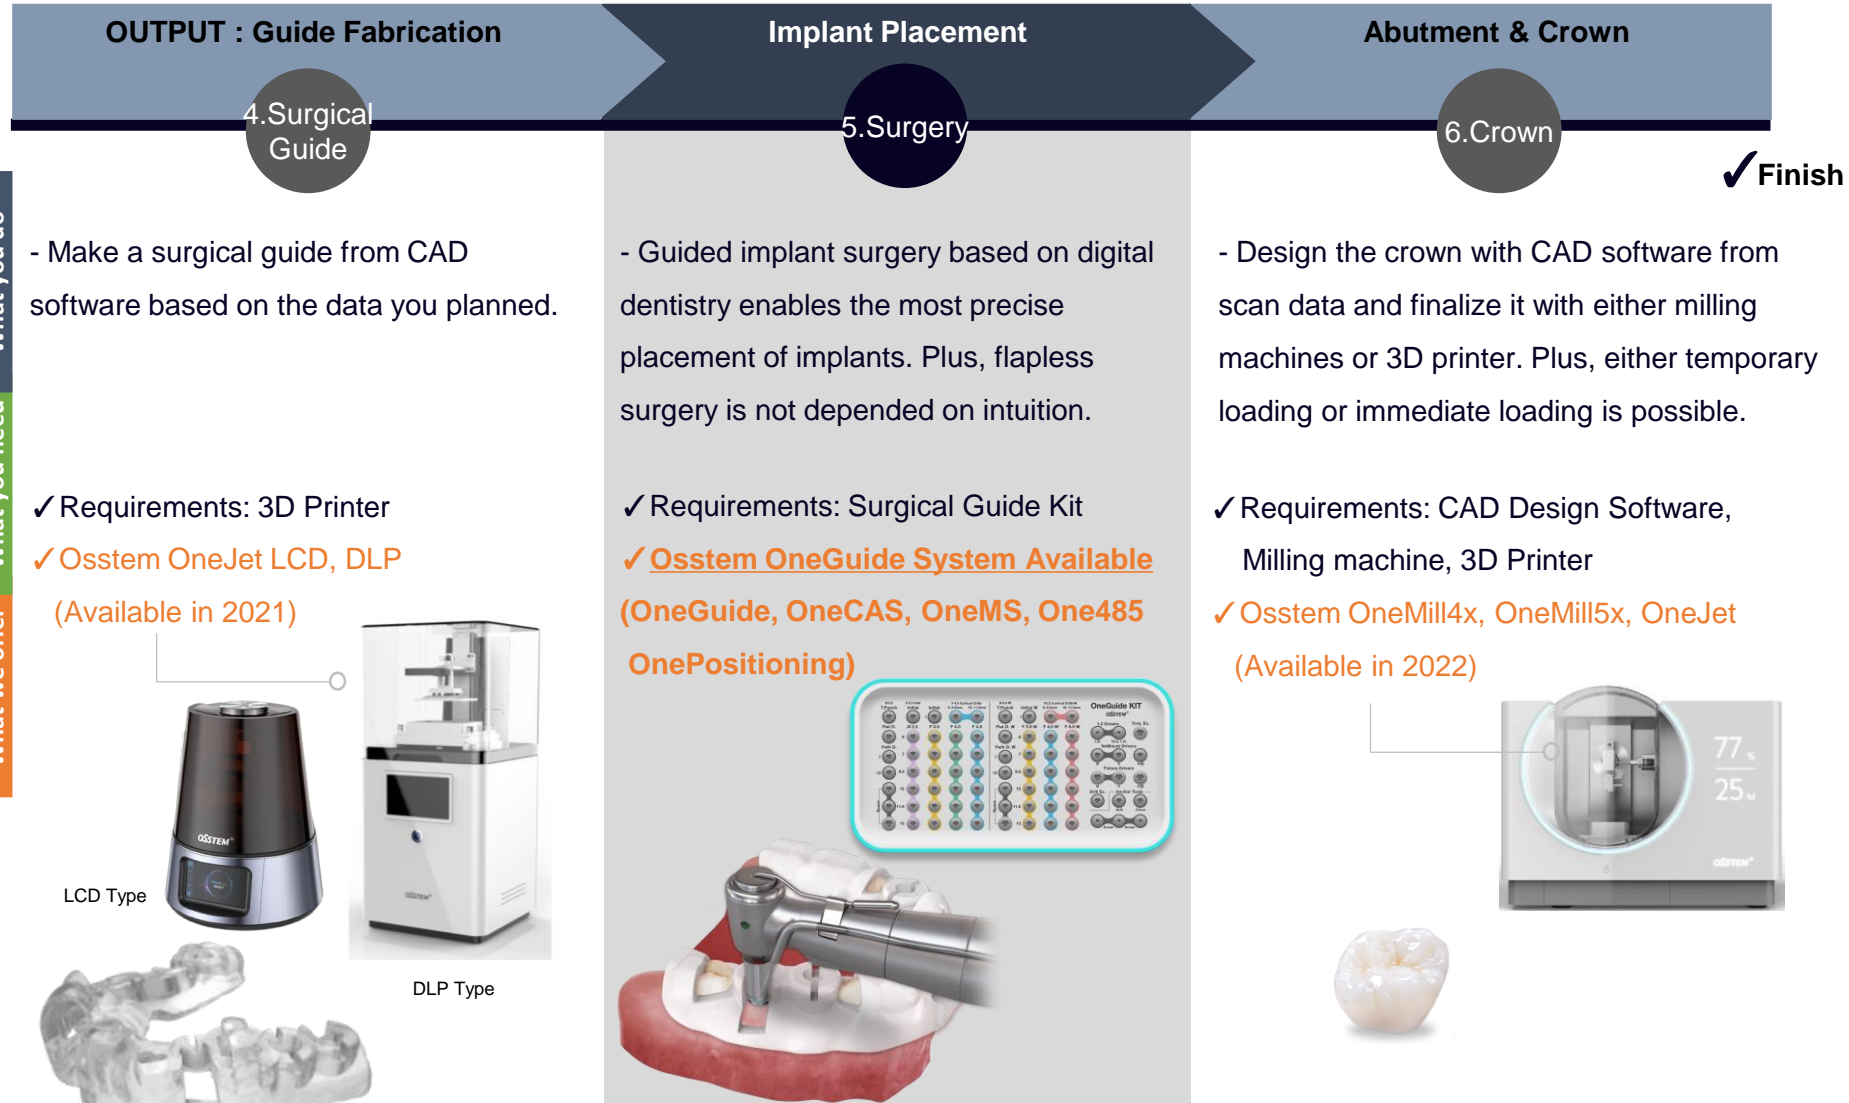 OUTPUT : Guide Fabrication
Implant Placement
Abutment & Crown
4.Surgical
Guide
5.Surgery
6.Crown
✓Finish
- Make a surgical guide from CAD
software based on the data you planned.
✓Requirements: 3D Printer
✓Osstem OneJet LCD, DLP
(Available in 2021)
LCD Type
DLP Type
OSSTEM
OSSTEM
- Guided implant surgery based on digital
dentistry enables the most precise
placement of implants. Plus, flapless
surgery is not depended on intuition.
✓Requirements: Surgical Guide Kit
✓Osstem OneGuide System Available
(OneGuide, OneCAS, OneMS, One485
OnePositioning)
OneGuide KIT
OSSTEM
- Design the crown with CAD software from
scan data and finalize it with either milling
machines or 3D printer. Plus, either temporary
loading or immediate loading is possible.
✓Requirements: CAD Design Software,
Milling machine, 3D Printer
✓Osstem OneMill4x, OneMill5x, OneJet
(Available in 2022)
77 %
25 M
OSSTEM